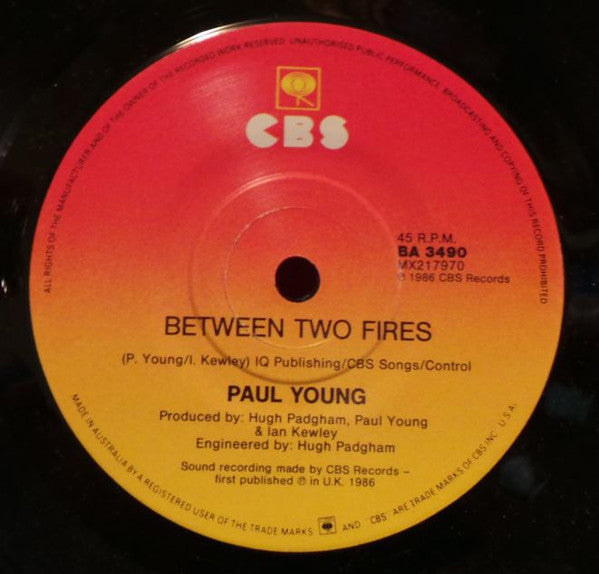 ALL RIGHTS OF THE MANUFACTURER AND OF THE OWNER OF THE RECORDED WORK RESERVED. UNAUTHORISED PUBLIC PERFORMANCE, BROADCASTING AND COPYING OF THIS RECORD PROHIBITED
CBS
45 R.P.M.
BA 3490
MX217970
℗ 1986 CBS Records
BETWEEN TWO FIRES
(P. Young/I. Kewley) IQ Publishing/CBS Songs/Control
PAUL YOUNG
Produced by: Hugh Padgham, Paul Young
& Ian Kewley
Engineered by: Hugh Padgham
Sound recording made by CBS Records –
first published ℗ in U.K. 1986
MADE IN AUSTRALIA BY A REGISTERED USER OF THE TRADE MARKS AND "CBS" ARE TRADE MARKS OF CBS INC. U.S.A.